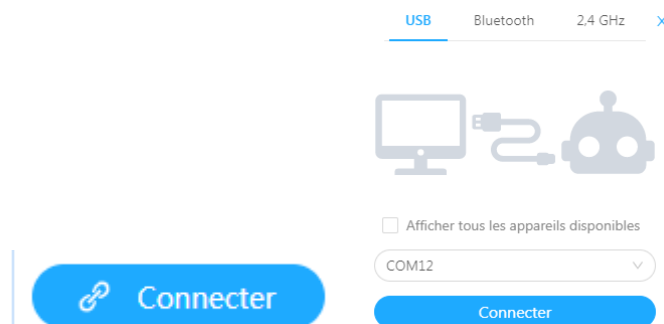 USB Bluetooth 2,4 GHz X
Afficher tous les appareils disponibles
COM12
Connecter
Connecter